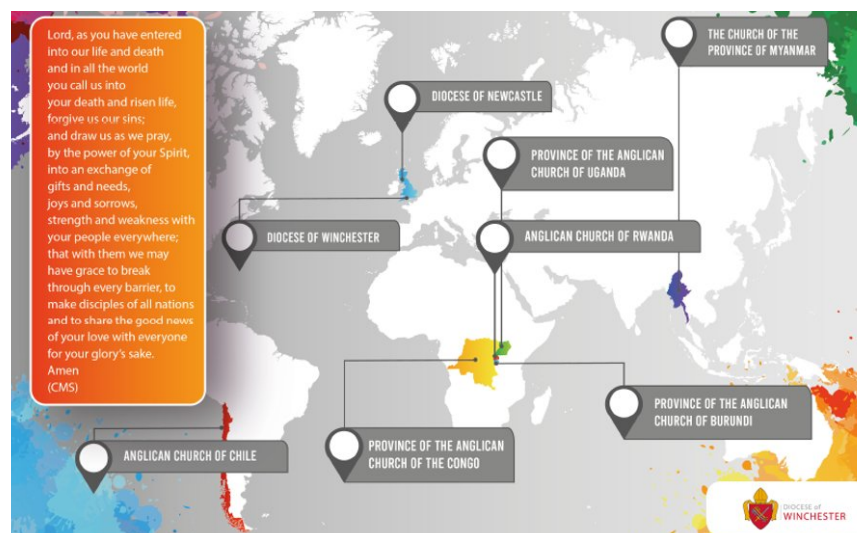 Lord, as you have entered
into our life and death
and in all the world
you call us into
your death and risen life,
forgive us our sins;
and draw us as we pray,
by the power of your Spirit,
into an exchange of
gifts and needs,
joys and sorrows,
strength and weakness with
your people everywhere;
that with them we may
have grace to break
through every barrier, to
make disciples of all nations
and to share the good news
of your love with everyone
for your glory's sake.
Amen
(CMS)
THE CHURCH OF THE
PROVINCE OF MYANMAR
DIOCESE OF NEWCASTLE
PROVINCE OF THE ANGLICAN
CHURCH OF UGANDA
DIOCESE OF WINCHESTER
ANGLICAN CHURCH OF RWANDA
PROVINCE OF THE ANGLICAN
CHURCH OF BURUNDI
ANGLICAN CHURCH OF CHILE
PROVINCE OF THE ANGLICAN
CHURCH OF THE CONGO
DIOCESE of
WINCHESTER